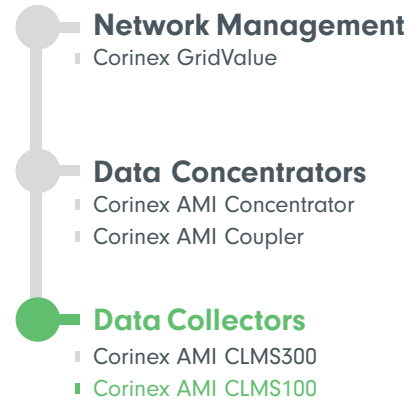 Network Management
Corinex GridValue
Data Concentrators
Corinex AMI Concentrator
Corinex AMI Coupler
Data Collectors
Corinex AMI CLMS300
Corinex AMI CLMS100